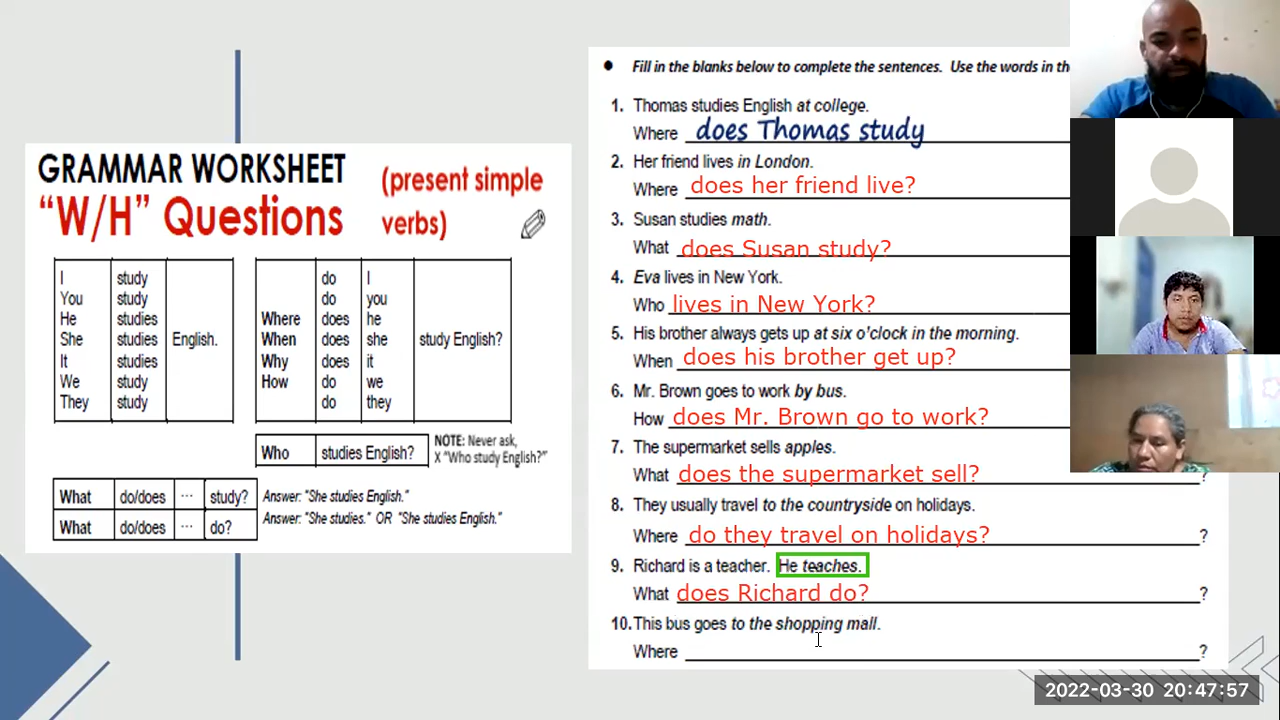 GRAMMAR WORKSHEET
"W/H" Questions
(present simple
verbs)
I study
You study
He studies
She studies English.
It studies
We study
They study
do I
do you
Where does he
When does she study English?
Why does it
How do we
do they
Who studies English?
NOTE: Never ask,
X "Who study English?"
What do/does ... study? Answer: "She studies English."
What do/does ... do? Answer: "She studies." OR "She studies English."
• Fill in the blanks below to complete the sentences. Use the words in
1. Thomas studies English at college.
Where does Thomas study
2. Her friend lives in London.
Where does her friend live?
3. Susan studies math.
What does Susan study?
4. Eva lives in New York.
Who lives in New York?
5. His brother always gets up at six o'clock in the morning.
When does his brother get up?
6. Mr. Brown goes to work by bus.
How does Mr. Brown go to work?
7. The supermarket sells apples.
What does the supermarket sell? ?
8. They usually travel to the countryside on holidays.
Where do they travel on holidays? ?
9. Richard is a teacher. He teaches.
What does Richard do? ?
10. This bus goes to the shopping mall.
Where ?
2022-03-30 20:47:57